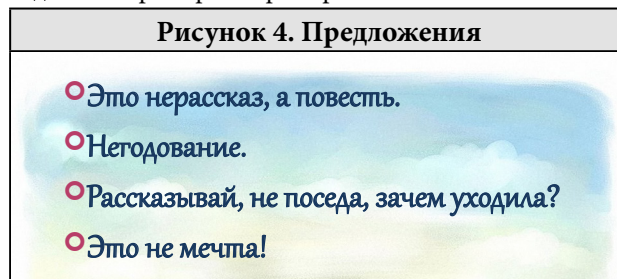 Рисунок 4. Предложения
Это нерассказ, а повесть.
Негодование.
Рассказывай, не поседа, зачем уходила?
Это не мечта!